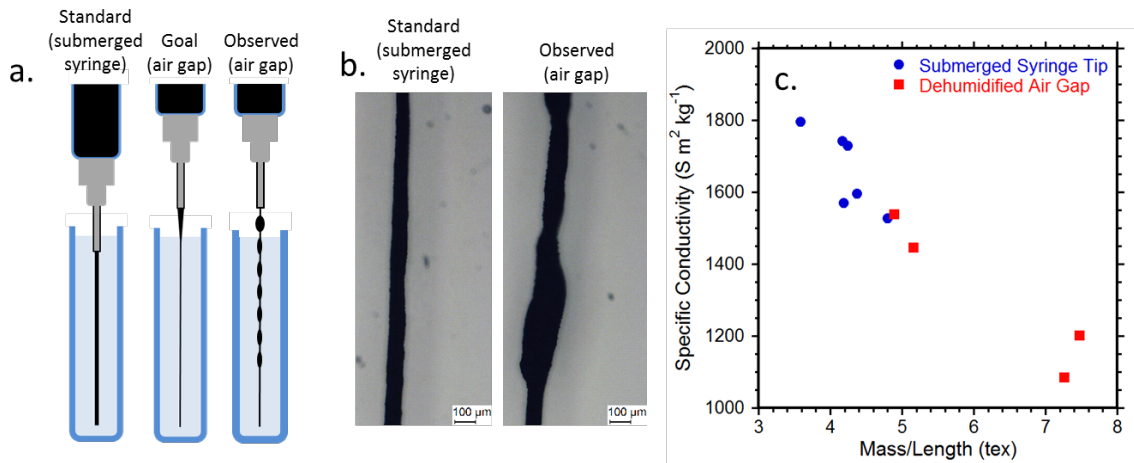 a.
Standard
(submerged
syringe)
Goal
(air gap)
Observed
(air gap)
b.
Standard
(submerged
syringe)
Observed
(air gap)
100 µm
100 µm
c.
Submerged Syringe Tip
Dehumidified Air Gap
Specific Conductivity (S m² kg⁻¹)
2000
1800
1600
1400
1200
1000
3 4 5 6 7 8
Mass/Length (tex)